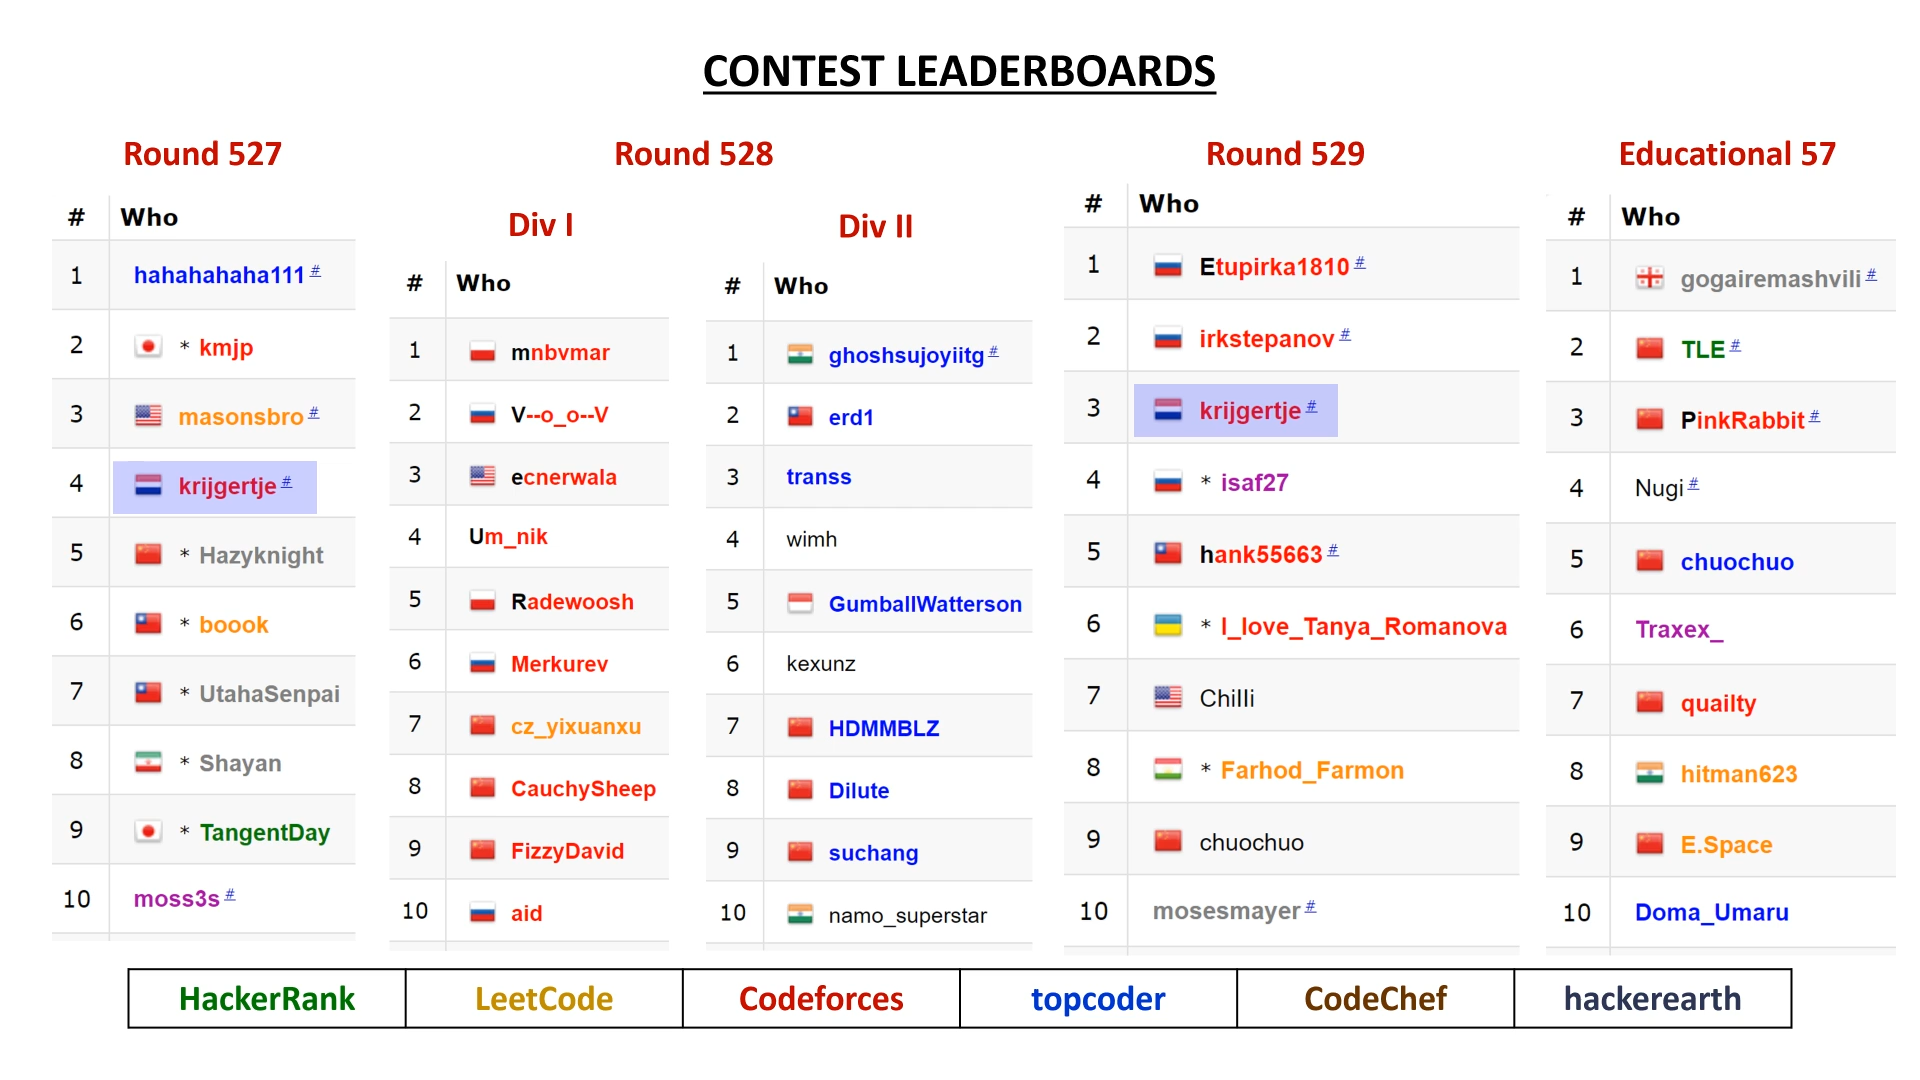 CONTEST LEADERBOARDS
Round 527
# Who
1 hahahahaha111 #
2 * kmjp
3 masonsbro #
4 krijgertje #
5 * Hazyknight
6 * boook
7 * UtahaSenpai
8 * Shayan
9 * TangentDay
10 moss3s #
Round 528
Div I
# Who
1 mnbvmar
2 V--o_o--V
3 ecnerwala
4 Um_nik
5 Radewoosh
6 Merkurev
7 cz_yixuanxu
8 CauchySheep
9 FizzyDavid
10 aid
Div II
# Who
1 ghoshsujoyiitg #
2 erd1
3 transs
4 wimh
5 GumballWatterson
6 kexunz
7 HDMMBLZ
8 Dilute
9 suchang
10 namo_superstar
Round 529
# Who
1 Etupirka1810 #
2 irkstepanov #
3 krijgertje #
4 * isaf27
5 hank55663 #
6 * I_love_Tanya_Romanova
7 Chilli
8 * Farhod_Farmon
9 chuochuo
10 mosesmayer #
Educational 57
# Who
1 gogairemashvili #
2 TLE #
3 PinkRabbit #
4 Nugi #
5 chuochuo
6 Traxex_
7 quailty
8 hitman623
9 E.Space
10 Doma_Umaru
HackerRank LeetCode Codeforces topcoder CodeChef hackerearth